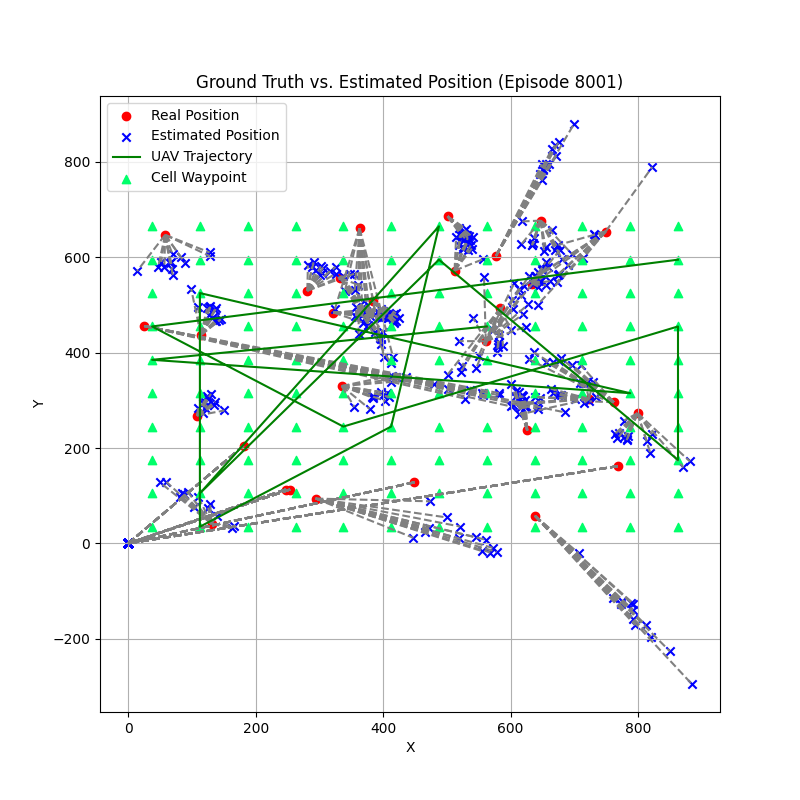 Ground Truth vs. Estimated Position (Episode 8001)
Real Position
Estimated Position
UAV Trajectory
Cell Waypoint
800
600
400
200
0
−200
Y
0 200 400 600 800
X